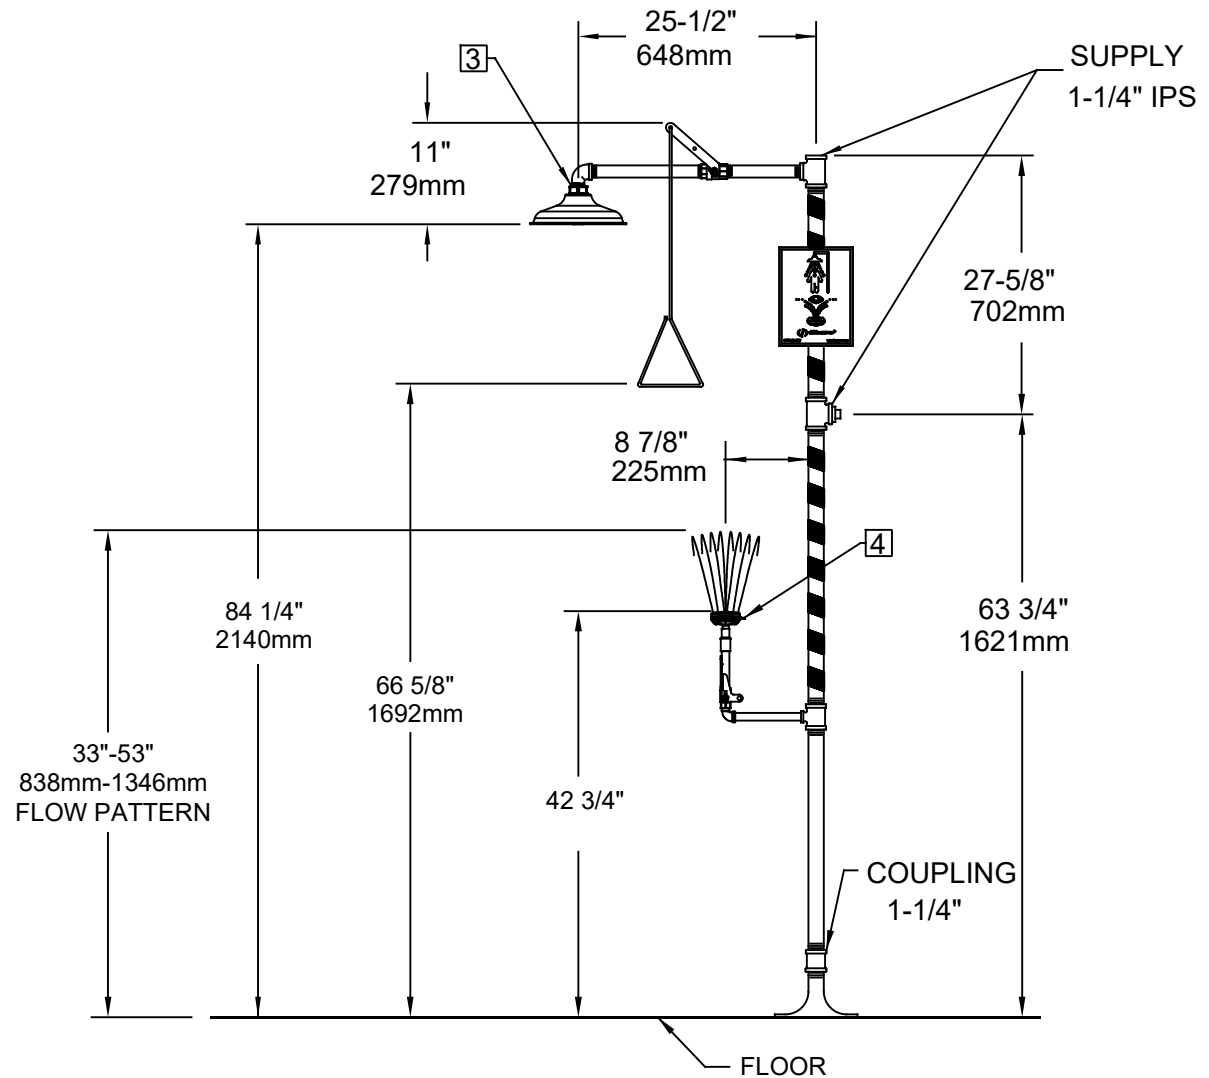 25-1/2"
648mm
3
SUPPLY
1-1/4" IPS
11"
279mm
27-5/8"
702mm
8 7/8"
225mm
4
84 1/4"
2140mm
63 3/4"
1621mm
66 5/8"
1692mm
33"-53"
838mm-1346mm
FLOW PATTERN
42 3/4"
COUPLING
1-1/4"
FLOOR